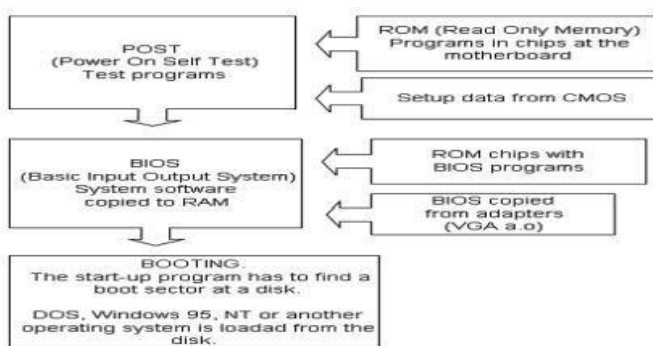 POST
(Power On Self Test)
Test programs
ROM (Read Only Memory)
Programs in chips at the
motherboard
Setup data from CMOS
BIOS
(Basic Input Output System)
System software
copied to RAM
ROM chips with
BIOS programs
BIOS copied
from adapters
(VGA a.o)
BOOTING.
The start-up program has to find a
boot sector at a disk.
DOS, Windows 95, NT or another
operating system is loadad from the
disk.